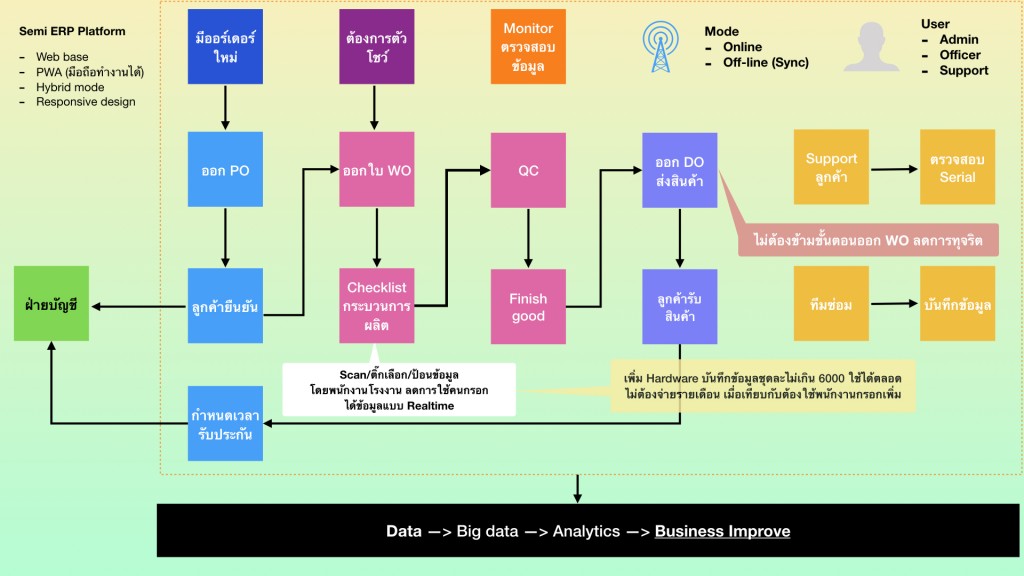 Semi ERP Platform
- Web base
- PWA (มือถือทำงานได้)
- Hybrid mode
- Responsive design
มีออร์เดอร์
ใหม่
ต้องการตัว
โชว์
Monitor
ตรวจสอบ
ข้อมูล
Mode
- Online
- Off-line (Sync)
User
- Admin
- Officer
- Support
ออก PO
ออกใบ WO
QC
ออก DO
ส่งสินค้า
Support
ลูกค้า
ตรวจสอบ
Serial
ไม่ต้องข้ามขั้นตอนออก WO ลดการทุจริต
ฝ่ายบัญชี
ลูกค้ายืนยัน
Checklist
กระบวนการ
ผลิต
Finish
good
ลูกค้ารับ
สินค้า
ทีมซ่อม
บันทึกข้อมูล
Scan/ติ๊กเลือก/ป้อนข้อมูล
โดยพนักงานโรงงาน ลดการใช้คนกรอก
ได้ข้อมูลแบบ Realtime
เพิ่ม Hardware บันทึกข้อมูลชุดละไม่เกิน 6000 ใช้ได้ตลอด
ไม่ต้องจ่ายรายเดือน เมื่อเทียบกับต้องใช้พนักงานกรอกเพิ่ม
กำหนดเวลา
รับประกัน
Data —> Big data —> Analytics —> Business Improve